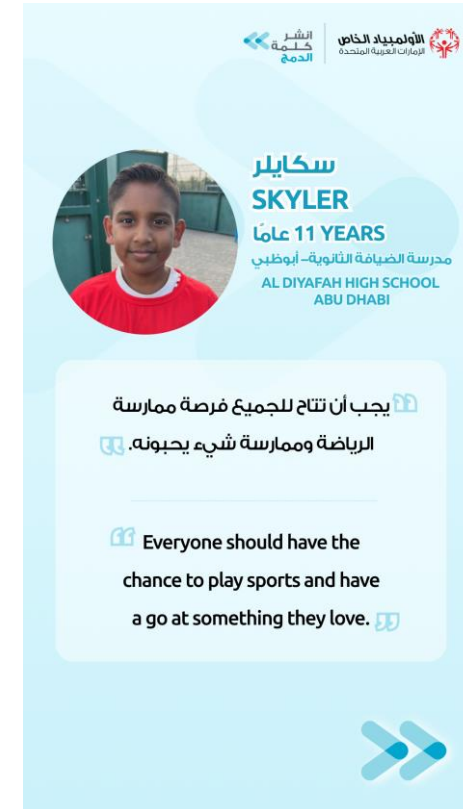 انشر
كلمة
الدمج
الأولمبياد الخاص
الإمارات العربية المتحدة
سكايلر
SKYLER
11 YEARS عامًا
مدرسة الضيافة الثانوية– أبوظبي
AL DIYAFAH HIGH SCHOOL
ABU DHABI
يجب أن تتاح للجميع فرصة ممارسة
الرياضة وممارسة شيء يحبونه.
Everyone should have the
chance to play sports and have
a go at something they love.